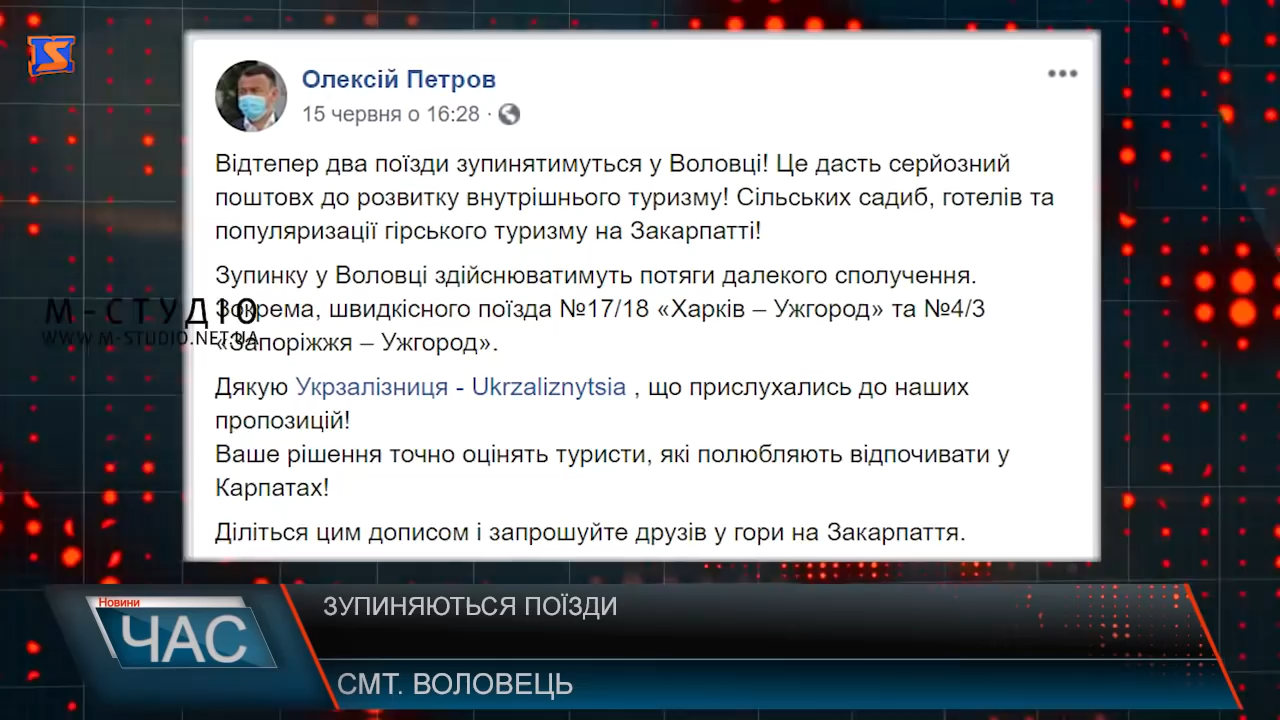 Олексій Петров
15 червня о 16:28 ·
Відтепер два поїзди зупинятимуться у Воловці! Це дасть серйозний
поштовх до розвитку внутрішнього туризму! Сільських садиб, готелів та
популяризації гірського туризму на Закарпатті!
Зупинку у Воловці здійснюватимуть потяги далекого сполучення.
Зокрема, швидкісного поїзда №17/18 «Харків – Ужгород» та №4/3
«Запоріжжя – Ужгород».
М-СТУДІО
WWW.M-STUDIO.NET.UA
Дякую Укрзалізниця - Ukrzaliznytsia , що прислухались до наших
пропозицій!
Ваше рішення точно оцінять туристи, які полюбляють відпочивати у
Карпатах!
Діліться цим дописом і запрошуйте друзів у гори на Закарпаття.
Новини
ЧАС
ЗУПИНЯЮТЬСЯ ПОЇЗДИ
СМТ. ВОЛОВЕЦЬ